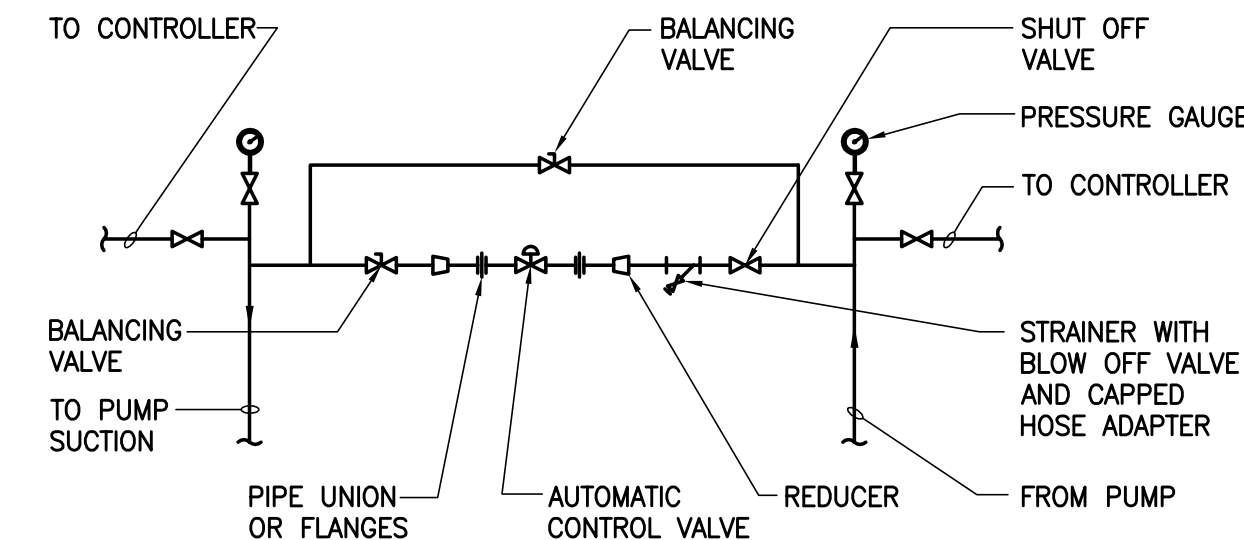 TO CONTROLLER
BALANCING
VALVE
SHUT OFF
VALVE
PRESSURE GAUGE
TO CONTROLLER
BALANCING
VALVE
STRAINER WITH
BLOW OFF VALVE
AND CAPPED
HOSE ADAPTER
TO PUMP
SUCTION
PIPE UNION
OR FLANGES
AUTOMATIC
CONTROL VALVE
REDUCER
FROM PUMP